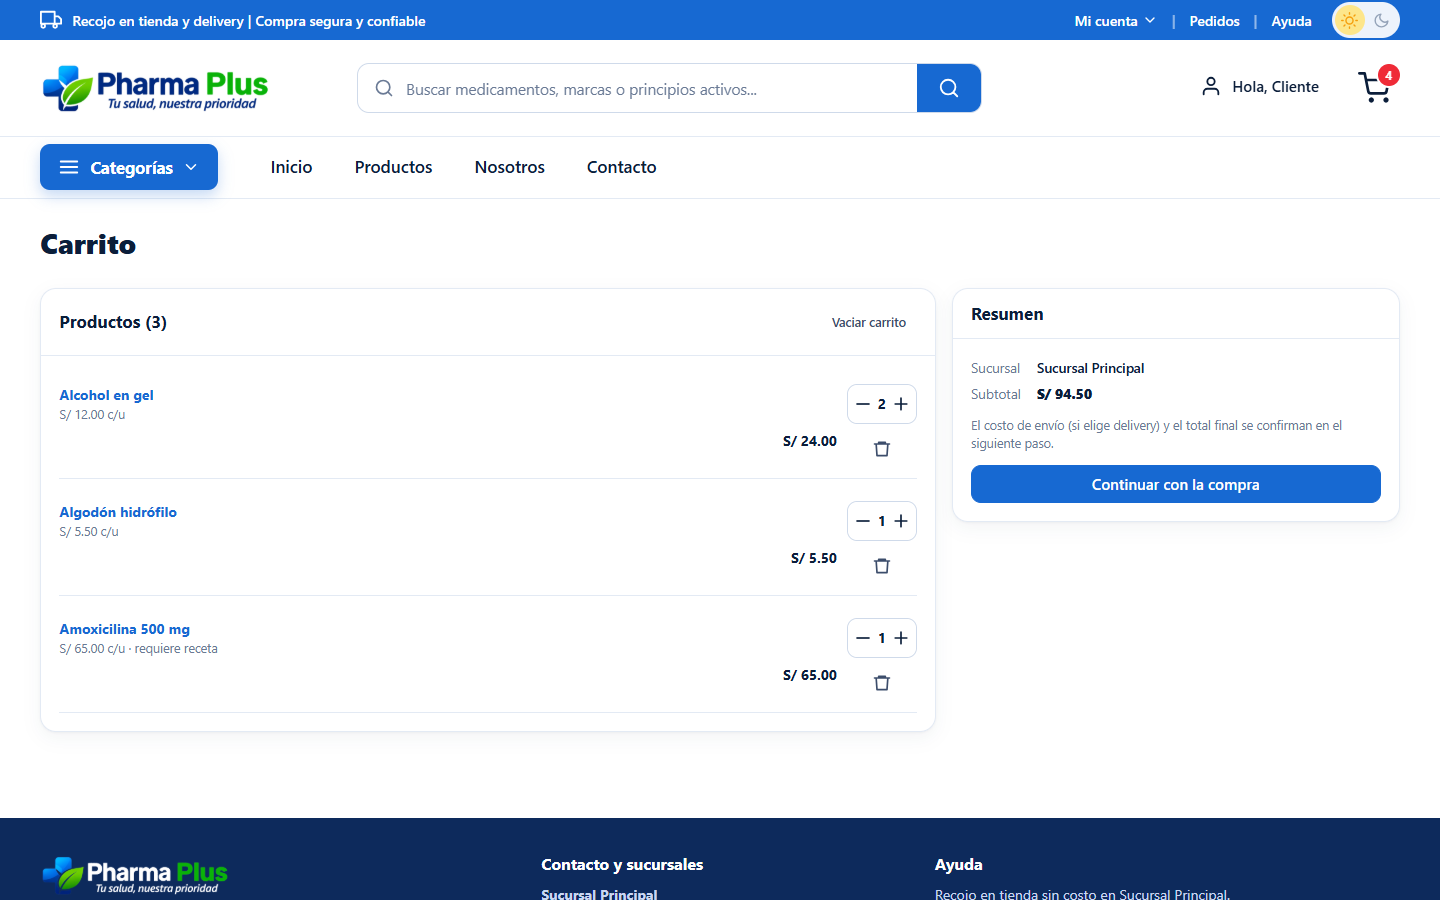 Recojo en tienda y delivery | Compra segura y confiable
Mi cuenta | Pedidos | Ayuda
Pharma Plus
Tu salud, nuestra prioridad
Buscar medicamentos, marcas o principios activos...
Hola, Cliente
4
Categorías
Inicio
Productos
Nosotros
Contacto
Carrito
Productos (3)
Vaciar carrito
Alcohol en gel
S/ 12.00 c/u
2
S/ 24.00
Algodón hidrófilo
S/ 5.50 c/u
1
S/ 5.50
Amoxicilina 500 mg
S/ 65.00 c/u · requiere receta
1
S/ 65.00
Resumen
Sucursal Sucursal Principal
Subtotal S/ 94.50
El costo de envío (si elige delivery) y el total final se confirman en el
siguiente paso.
Continuar con la compra
Pharma Plus
Tu salud, nuestra prioridad
Contacto y sucursales
Sucursal Principal
Ayuda
Recojo en tienda sin costo en Sucursal Principal.